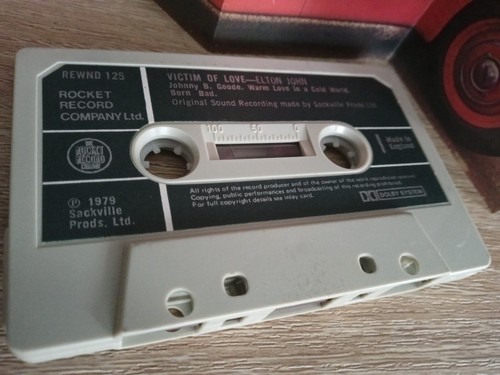 REWND 125
VICTIM OF LOVE—ELTON JOHN
Johnny B. Goode. Warm Love in a Cold World.
Born Bad.
Original Sound Recording made by Sackville Prods. Ltd.
ROCKET
RECORD
COMPANY Ltd.
100 50 0
Made in
England
THE
ROCKET
RECORD
COMPANY
All rights of the record producer and of the owner of the work reproduced reserved.
Copying, public performances and broadcasting of this recording prohibited.
For full copyright details see inlay card.
DOLBY SYSTEM
℗ 1979
Sackville
Prods. Ltd.